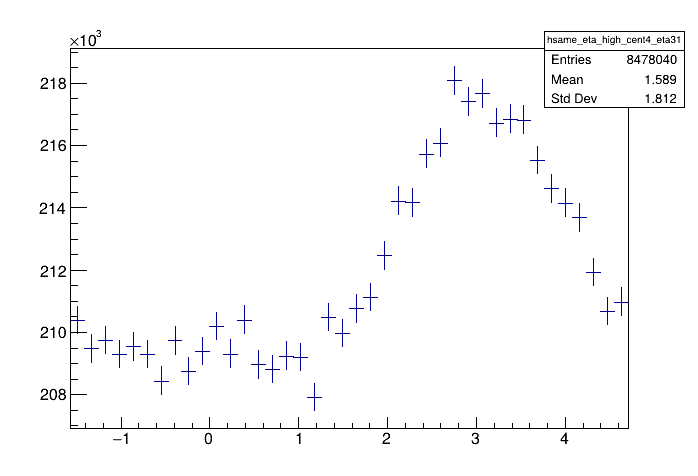 ×10³
hsame_eta_high_cent4_eta31
Entries 8478040
Mean 1.589
Std Dev 1.812
218
216
214
212
210
208
−1 0 1 2 3 4